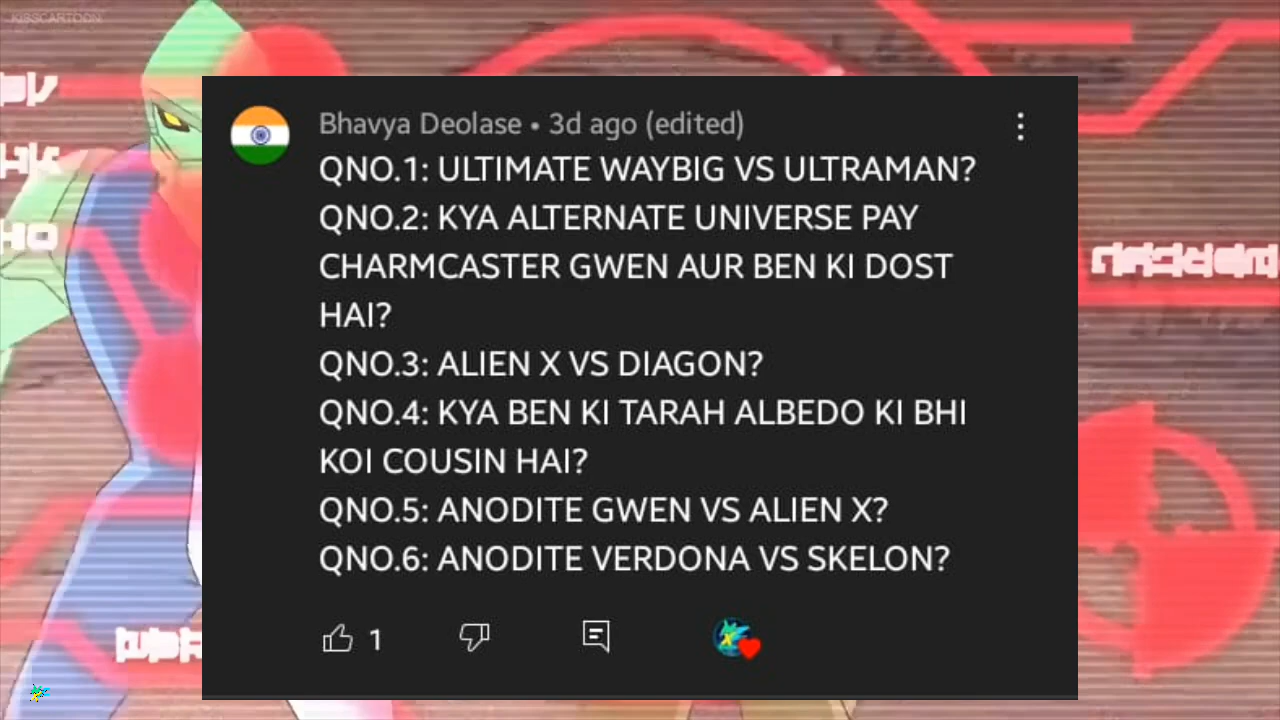 KISSCARTOON
Bhavya Deolase • 3d ago (edited)
QNO.1: ULTIMATE WAYBIG VS ULTRAMAN?
QNO.2: KYA ALTERNATE UNIVERSE PAY
CHARMCASTER GWEN AUR BEN KI DOST
HAI?
QNO.3: ALIEN X VS DIAGON?
QNO.4: KYA BEN KI TARAH ALBEDO KI BHI
KOI COUSIN HAI?
QNO.5: ANODITE GWEN VS ALIEN X?
QNO.6: ANODITE VERDONA VS SKELON?
1